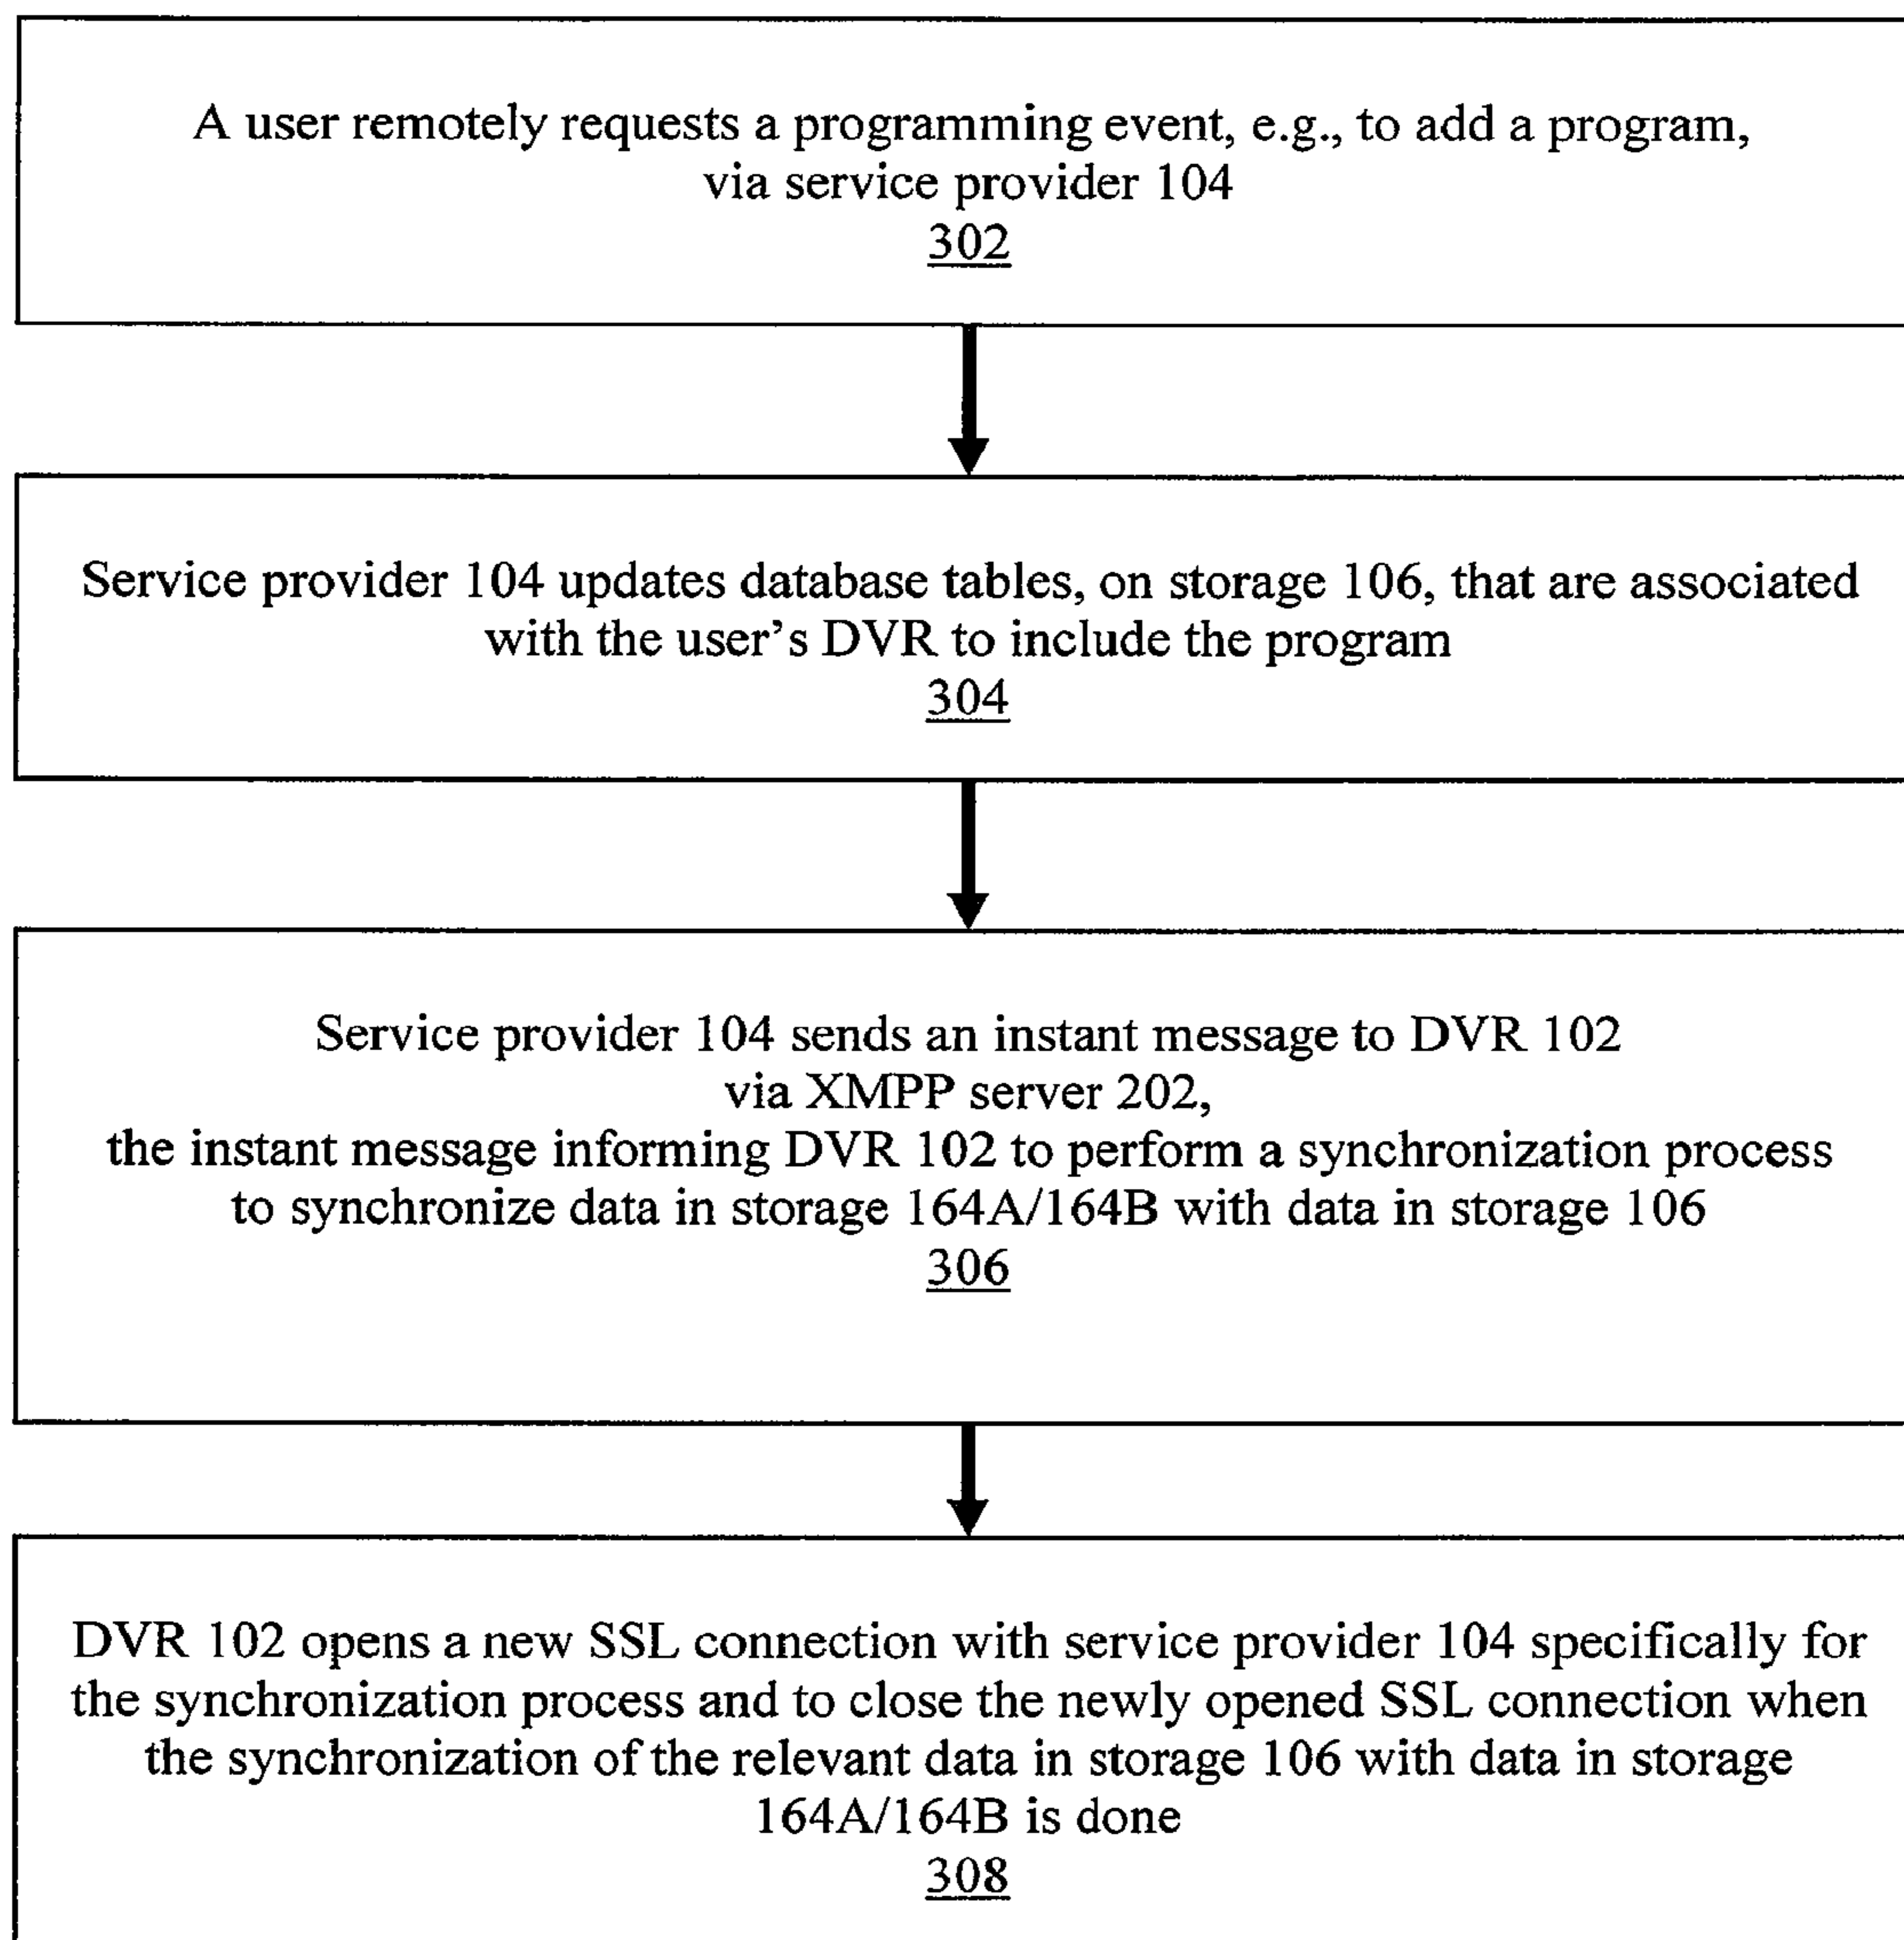 A user remotely requests a programming event, e.g., to add a program,
via service provider 104
302
Service provider 104 updates database tables, on storage 106, that are associated
with the user's DVR to include the program
304
Service provider 104 sends an instant message to DVR 102
via XMPP server 202,
the instant message informing DVR 102 to perform a synchronization process
to synchronize data in storage 164A/164B with data in storage 106
306
DVR 102 opens a new SSL connection with service provider 104 specifically for
the synchronization process and to close the newly opened SSL connection when
the synchronization of the relevant data in storage 106 with data in storage
164A/164B is done
308